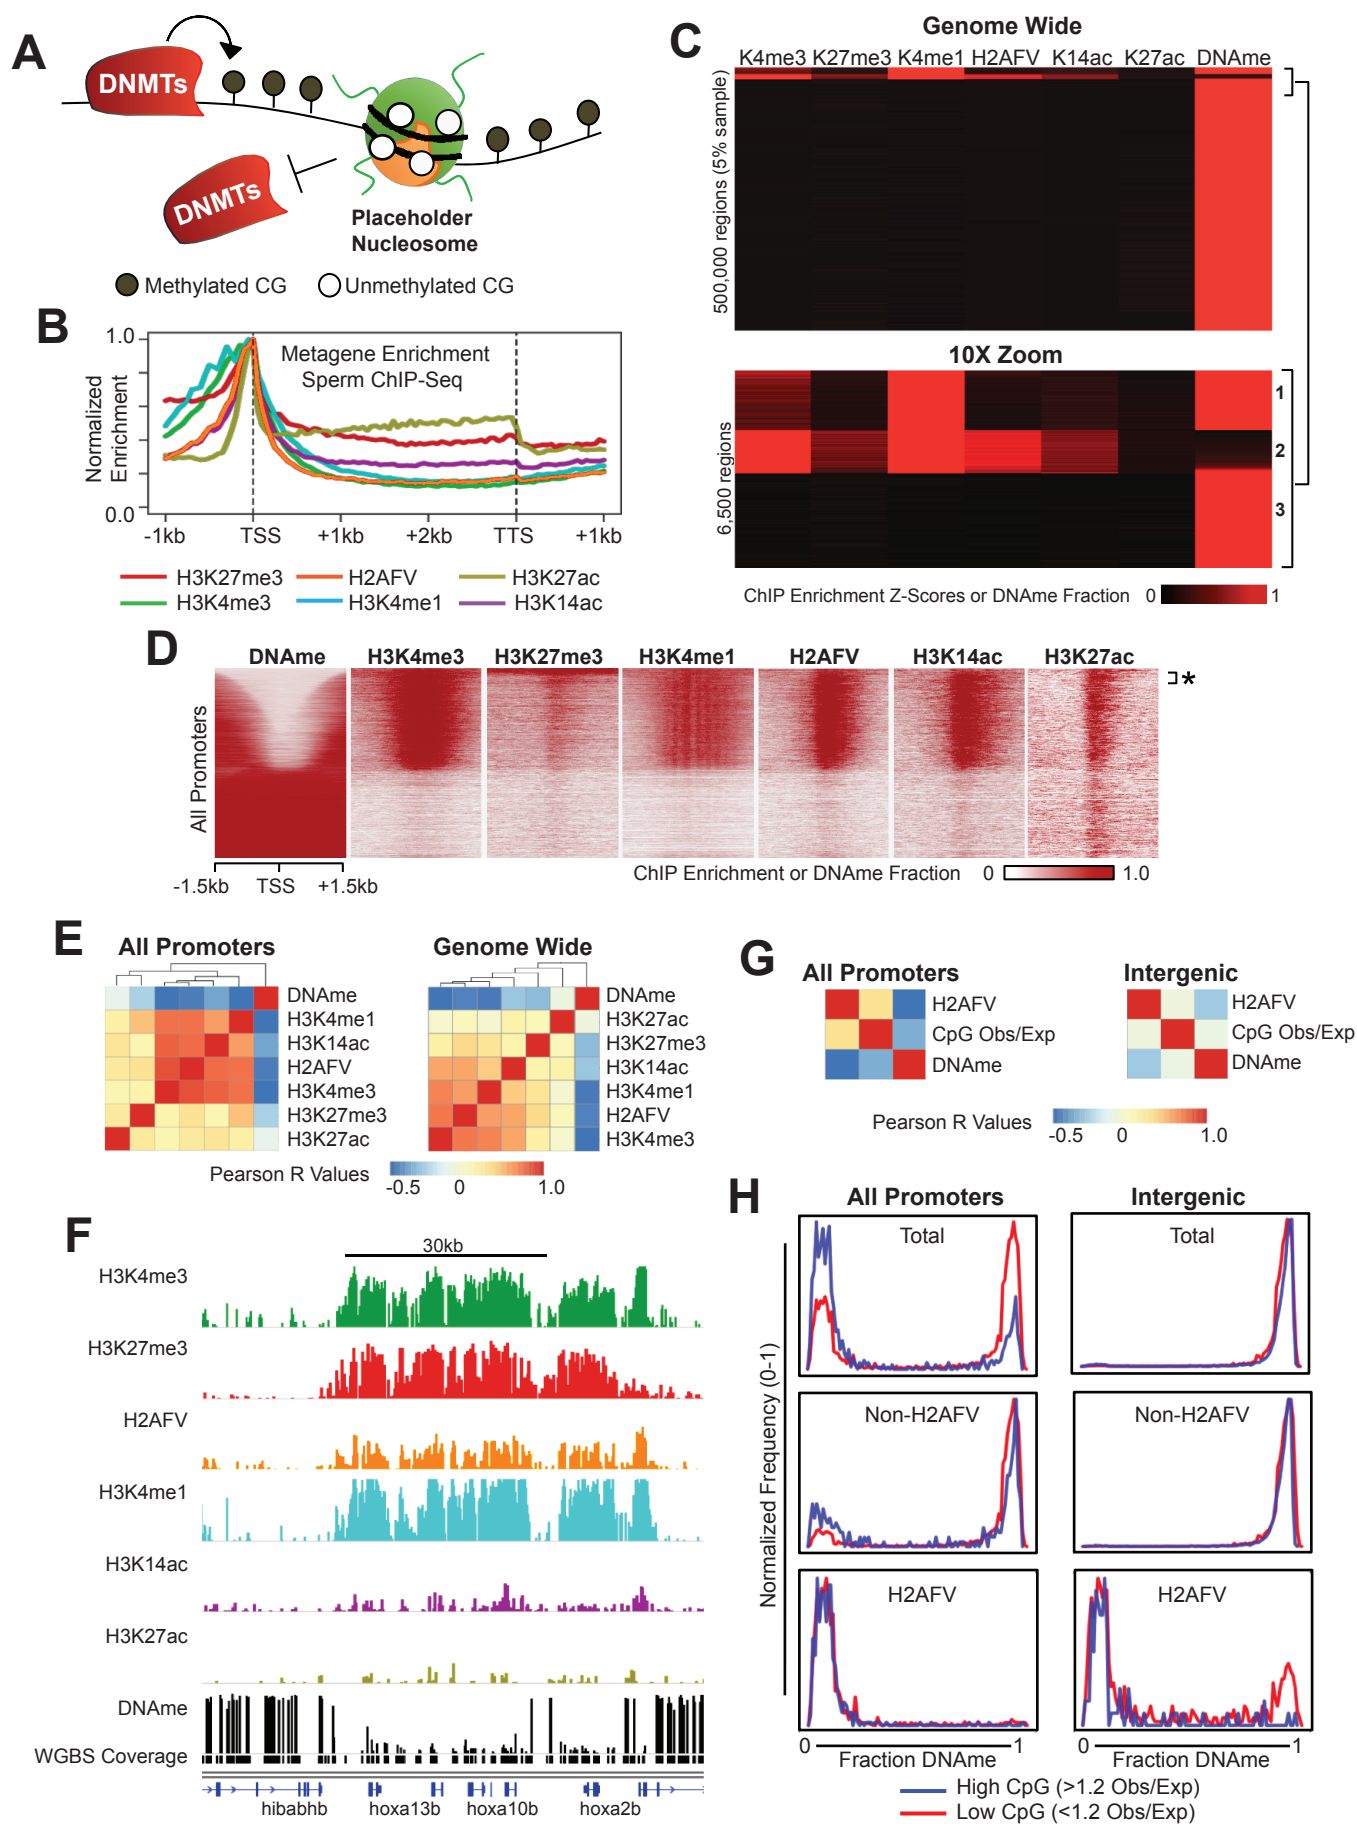 A
DNMTs
DNMTs
Placeholder
Nucleosome
Methylated CG
Unmethylated CG
B
Metagene Enrichment
Sperm ChIP-Seq
Normalized
Enrichment
1.0
0.0
-1kb
TSS
+1kb
+2kb
TTS
+1kb
H3K27me3
H2AFV
H3K27ac
H3K4me3
H3K4me1
H3K14ac
C
Genome Wide
K4me3 K27me3 K4me1 H2AFV K14ac K27ac DNAme
500,000 regions (5% sample)
10X Zoom
6,500 regions
1
2
3
ChIP Enrichment Z-Scores or DNAme Fraction
0
1
D
DNAme
H3K4me3
H3K27me3
H3K4me1
H2AFV
H3K14ac
H3K27ac
*
All Promoters
-1.5kb
TSS
+1.5kb
ChIP Enrichment or DNAme Fraction
0
1.0
E
All Promoters
DNAme
H3K4me1
H3K14ac
H2AFV
H3K4me3
H3K27me3
H3K27ac
Genome Wide
DNAme
H3K27ac
H3K27me3
H3K14ac
H3K4me1
H2AFV
H3K4me3
Pearson R Values
-0.5
0
1.0
F
30kb
H3K4me3
H3K27me3
H2AFV
H3K4me1
H3K14ac
H3K27ac
DNAme
WGBS Coverage
hibabhb
hoxa13b
hoxa10b
hoxa2b
G
All Promoters
H2AFV
CpG Obs/Exp
DNAme
Intergenic
H2AFV
CpG Obs/Exp
DNAme
Pearson R Values
-0.5
0
1.0
H
All Promoters
Intergenic
Total
Total
Non-H2AFV
Non-H2AFV
H2AFV
H2AFV
Normalized Frequency (0-1)
0
Fraction DNAme
1
0
Fraction DNAme
1
High CpG (>1.2 Obs/Exp)
Low CpG (<1.2 Obs/Exp)